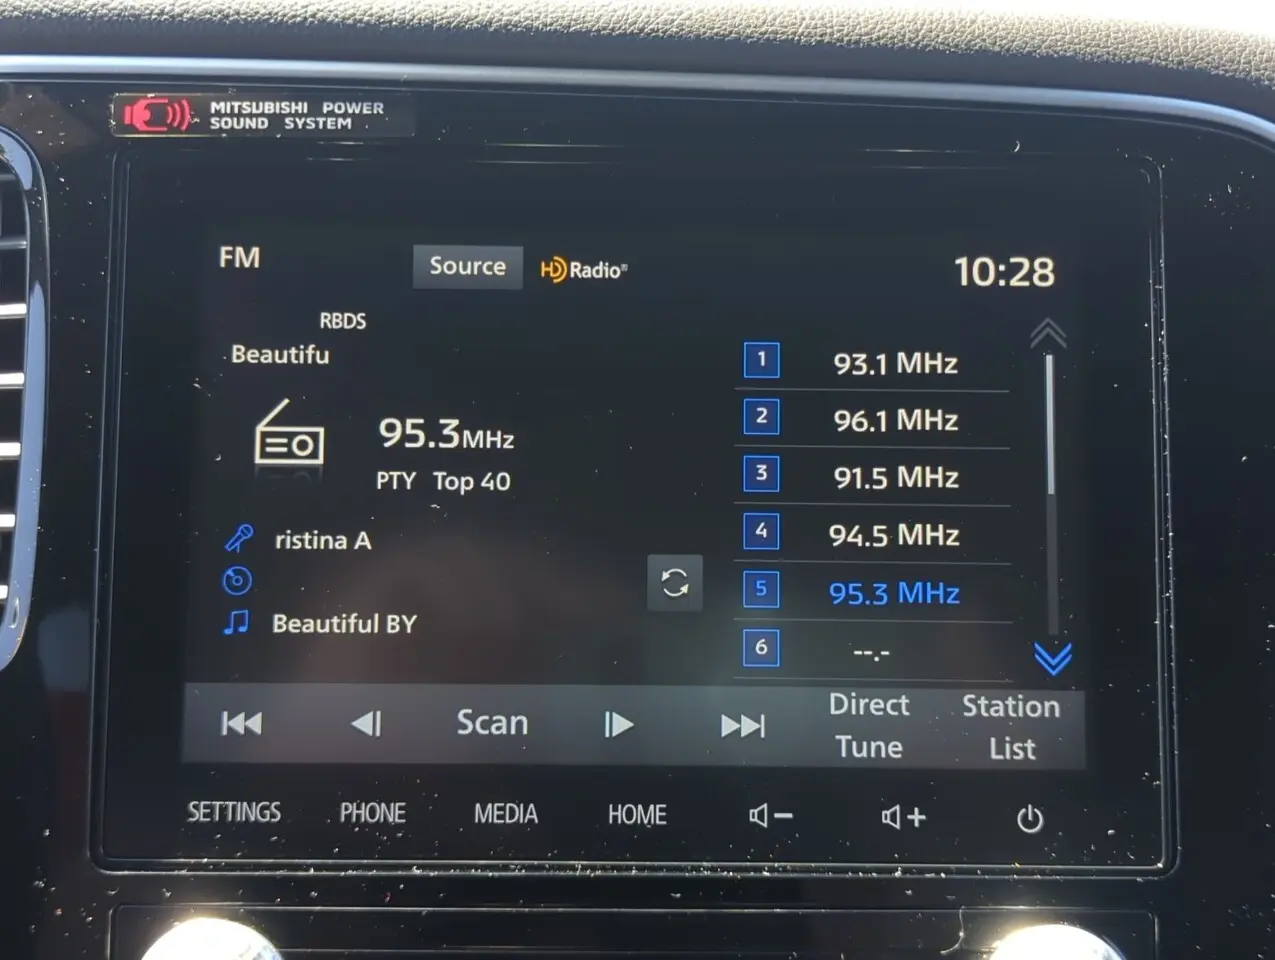 MITSUBISHI POWER
SOUND SYSTEM
FM
Source
HD Radio®
10:28
RBDS
Beautifu
95.3MHz
PTY Top 40
ristina A
Beautiful BY
1 93.1 MHz
2 96.1 MHz
3 91.5 MHz
4 94.5 MHz
5 95.3 MHz
6 --.-
Scan
Direct
Tune
Station
List
SETTINGS
PHONE
MEDIA
HOME